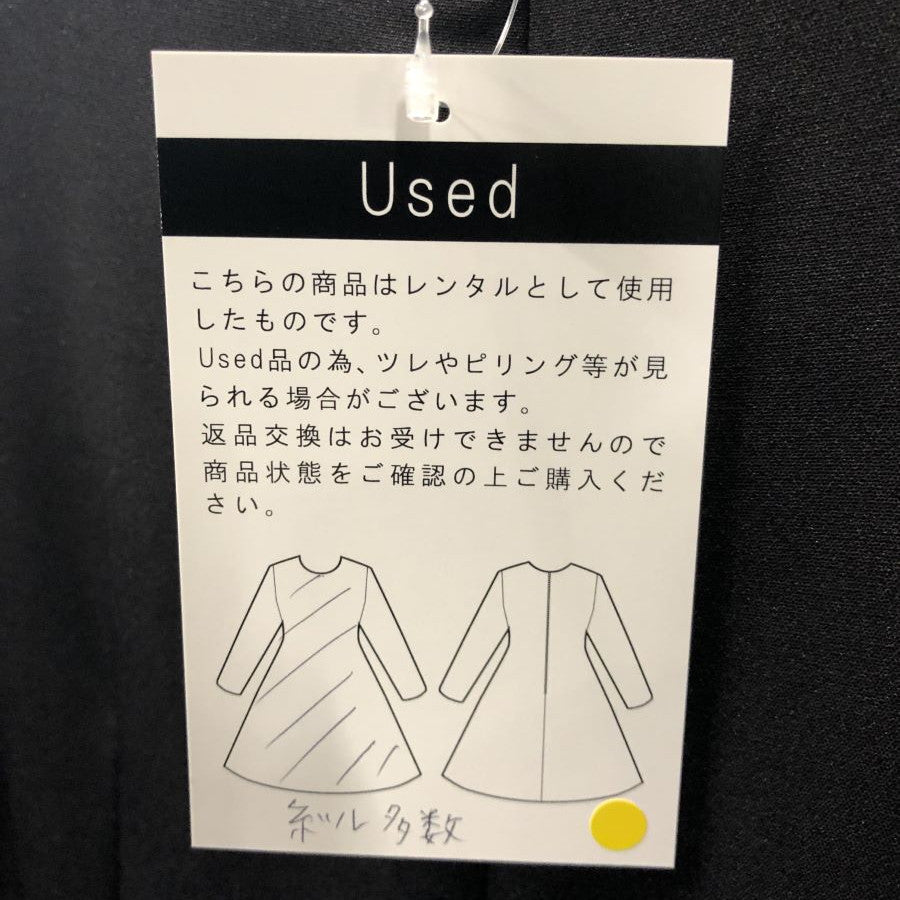 Used
こちらの商品はレンタルとして使用
したものです。
Used品の為、ツレやピリング等が見
られる場合がございます。
返品交換はお受けできませんので
商品状態をご確認の上ご購入くだ
さい。
糸ツル 多数